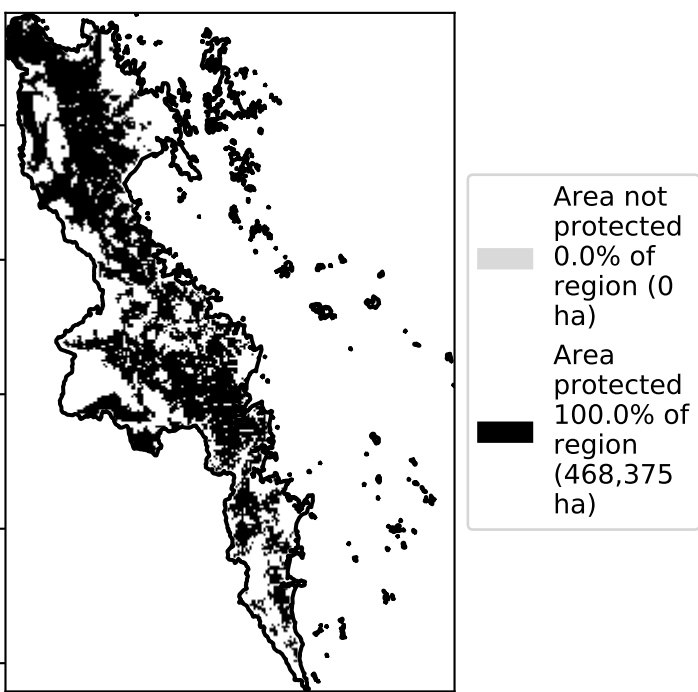 Area not
protected
0.0% of
region (0
ha)
Area
protected
100.0% of
region
(468,375
ha)